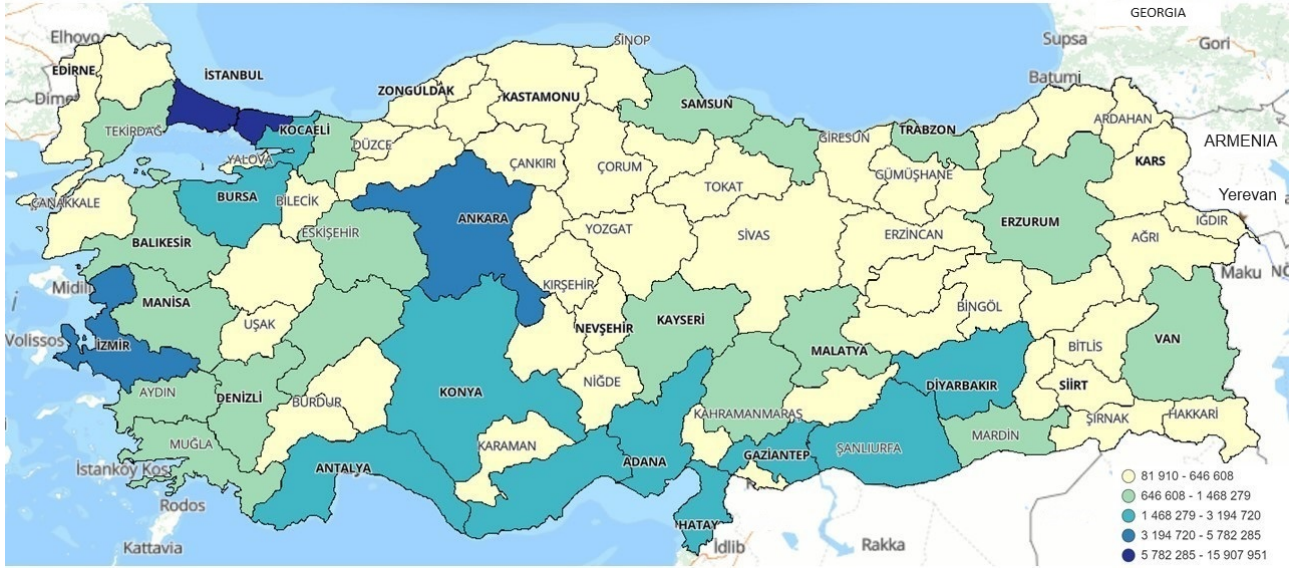 GEORGIA
SİNOP
Elhovo
Supsa
Gori
EDİRNE
İSTANBUL
Batumi
ZONGULDAK
KASTAMONU
SAMSUN
ARDAHAN
TEKİRDAĞ
KOCAELİ
DÜZCE
GİRESUN
TRABZON
ARMENIA
YALOVA
ÇANKIRI
ÇORUM
KARS
GÜMÜŞHANE
TOKAT
Yerevan
ÇANAKKALE
BURSA
BİLECİK
ANKARA
IĞDIR
ESKİŞEHİR
YOZGAT
SİVAS
ERZİNCAN
ERZURUM
AĞRI
BALIKESİR
Maku
Midil
KIRŞEHİR
MANİSA
BİNGÖL
UŞAK
NEVŞEHİR
KAYSERİ
Volissos
İZMİR
MALATYA
BİTLİS
VAN
NİĞDE
DİYARBAKIR
SİİRT
AYDIN
DENİZLİ
BURDUR
KONYA
KAHRAMANMARAŞ
ŞIRNAK
HAKKARİ
MUĞLA
KARAMAN
MARDİN
ŞANLIURFA
GAZİANTEP
ADANA
İstanköy Kos
ANTALYA
Rodos
HATAY
Kattavia
İdlib
Rakka
81 910 - 646 608
646 608 - 1 468 279
1 468 279 - 3 194 720
3 194 720 - 5 782 285
5 782 285 - 15 907 951